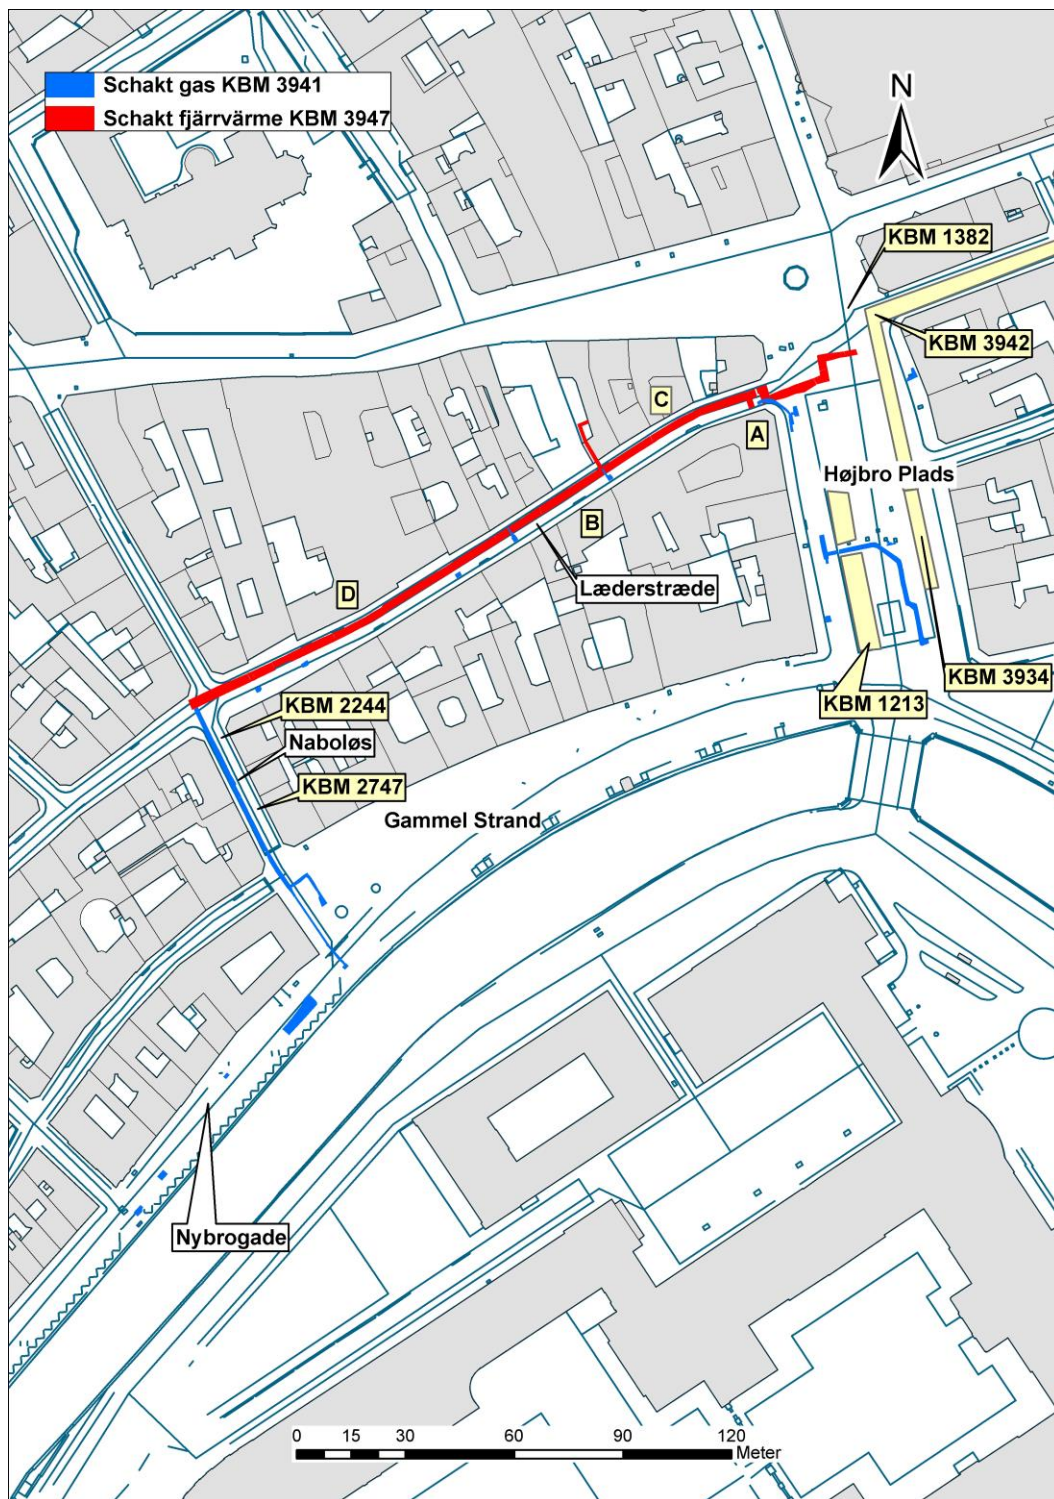 Schakt gas KBM 3941
Schakt fjärrvärme KBM 3947
N
KBM 1382
KBM 3942
C
A
Højbro Plads
B
Læderstræde
D
KBM 3934
KBM 1213
KBM 2244
Naboløs
KBM 2747
Gammel Strand
Nybrogade
0 15 30 60 90 120
Meter